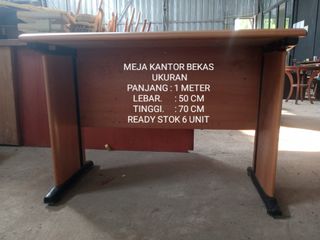 MEJA KANTOR BEKAS
UKURAN
PANJANG : 1 METER
LEBAR. : 50 CM
TINGGI. : 70 CM
READY STOK 6 UNIT